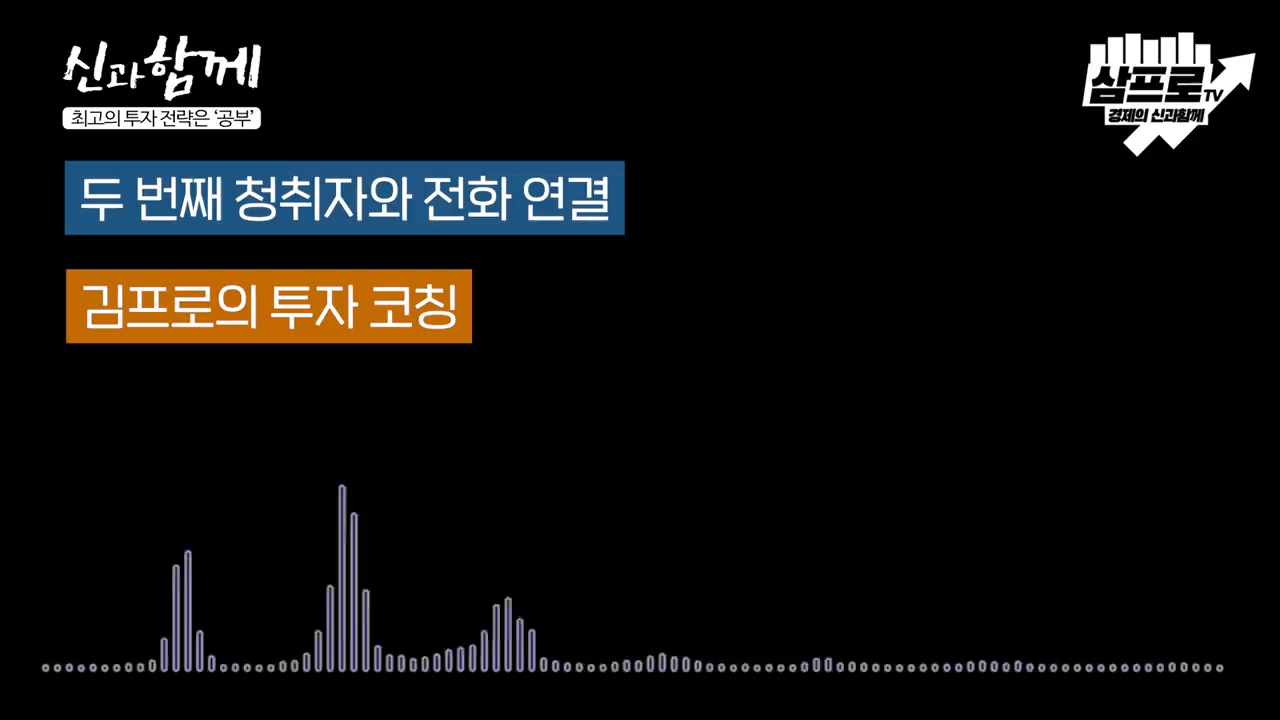 신과함께
최고의 투자 전략은 ‘공부’
삼프로TV
경제의 신과함께
두 번째 청취자와 전화 연결
김프로의 투자 코칭